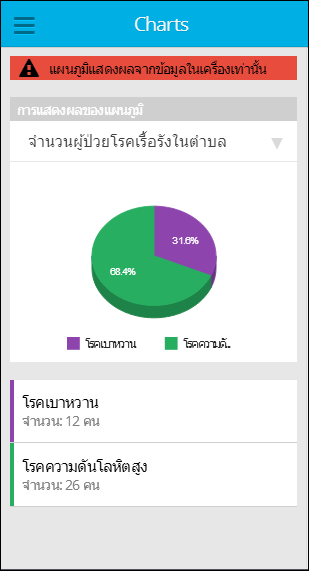 Charts
แผนภูมิแสดงผลจากข้อมูลในเครื่องเท่านั้น
การแสดงผลของแผนภูมิ
จำนวนผู้ป่วยโรคเรื้อรังในตำบล
31.6%
68.4%
โรคเบาหวาน
โรคความดั..
โรคเบาหวาน
จำนวน: 12 คน
โรคความดันโลหิตสูง
จำนวน: 26 คน